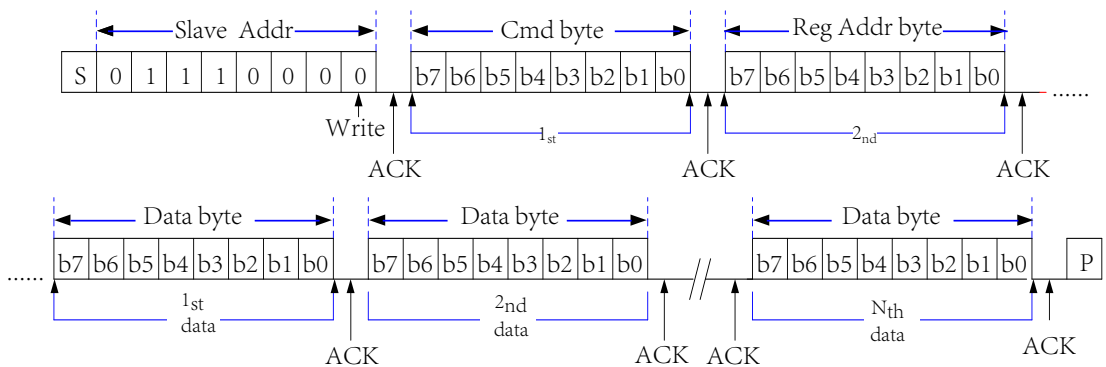 Slave Addr Cmd byte Reg Addr byte
S 0 1 1 1 0 0 0 0 b7 b6 b5 b4 b3 b2 b1 b0 b7 b6 b5 b4 b3 b2 b1 b0 ......
Write 1st 2nd
ACK ACK ACK
Data byte Data byte Data byte
...... b7 b6 b5 b4 b3 b2 b1 b0 b7 b6 b5 b4 b3 b2 b1 b0 // b7 b6 b5 b4 b3 b2 b1 b0 P
1st 2nd Nth
data data data
ACK ACK ACK ACK